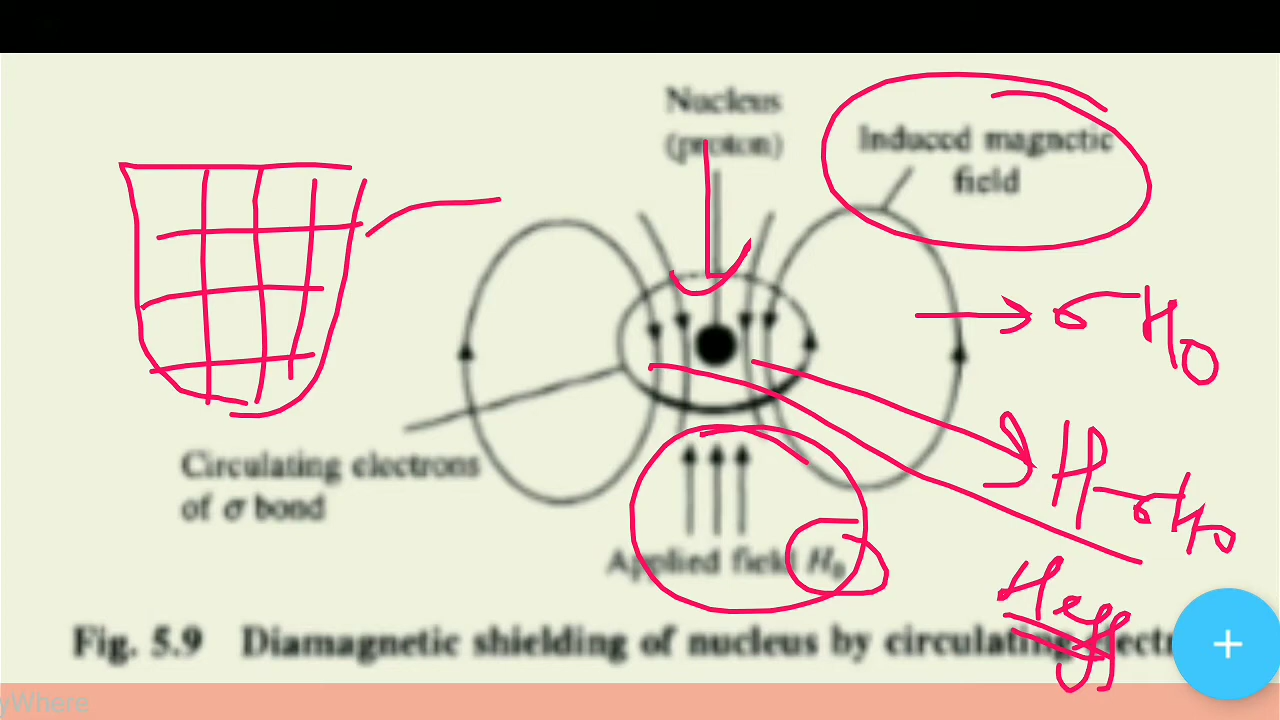 Nucleus
(proton)
Induced magnetic
field
σH0
H-σH0
Circulating electrons
of σ bond
Applied field H0
Heff
Fig. 5.9 Diamagnetic shielding of nucleus by circulating
yWhere